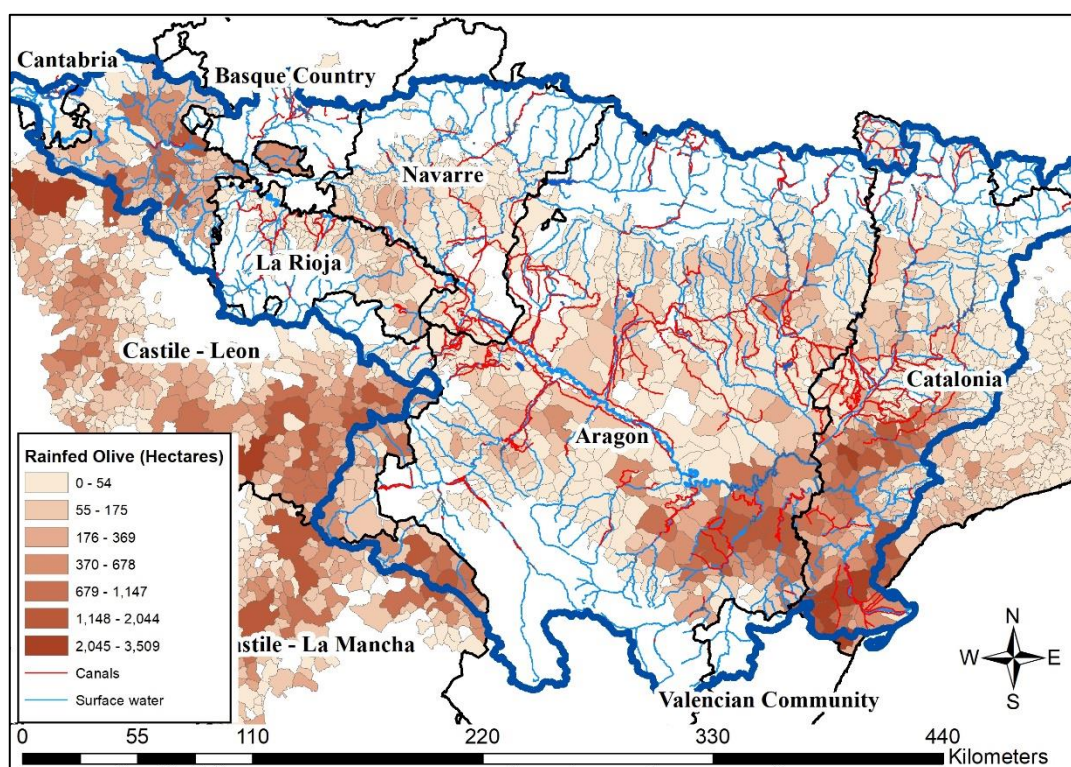 Cantabria
Basque Country
Navarre
La Rioja
Castile - Leon
Catalonia
Aragon
Rainfed Olive (Hectares)
0 - 54
55 - 175
176 - 369
370 - 678
679 - 1,147
1,148 - 2,044
2,045 - 3,509
Canals
Surface water
astile - La Mancha
Valencian Community
N
W E
S
0 55 110 220 330 440
Kilometers